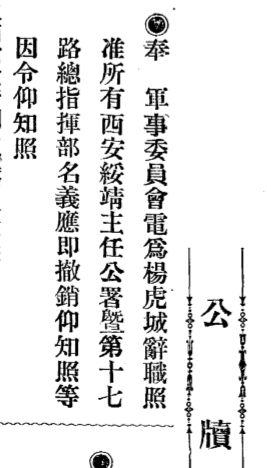 公牘
◉奉　軍事委員會電爲楊虎城辭職照
准所有西安綏靖主任公署曁第十七
路總指揮部名義應即撤銷仰知照等
因令仰知照